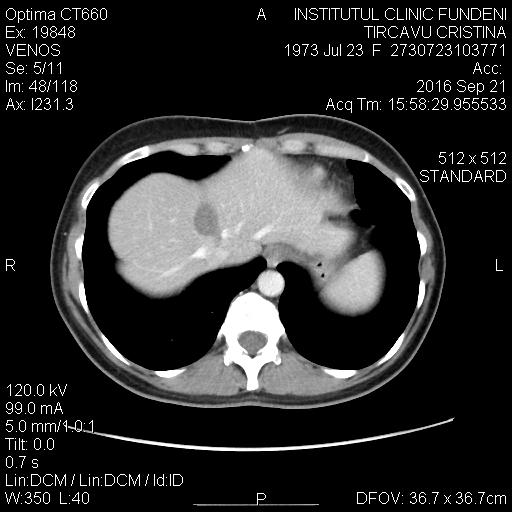 Optima CT660
Ex: 19848
VENOS
Se: 5/11
Im: 48/118
Ax: I231.3
A
INSTITUTUL CLINIC FUNDENI
TIRCAVU CRISTINA
1973 Jul 23 F 2730723103771
Acc:
2016 Sep 21
Acq Tm: 15:58:29.955533
512 x 512
STANDARD
R
L
120.0 kV
99.0 mA
5.0 mm/1.0:1
Tilt: 0.0
0.7 s
Lin:DCM / Lin:DCM / Id:ID
W:350 L:40
P
DFOV: 36.7 x 36.7cm